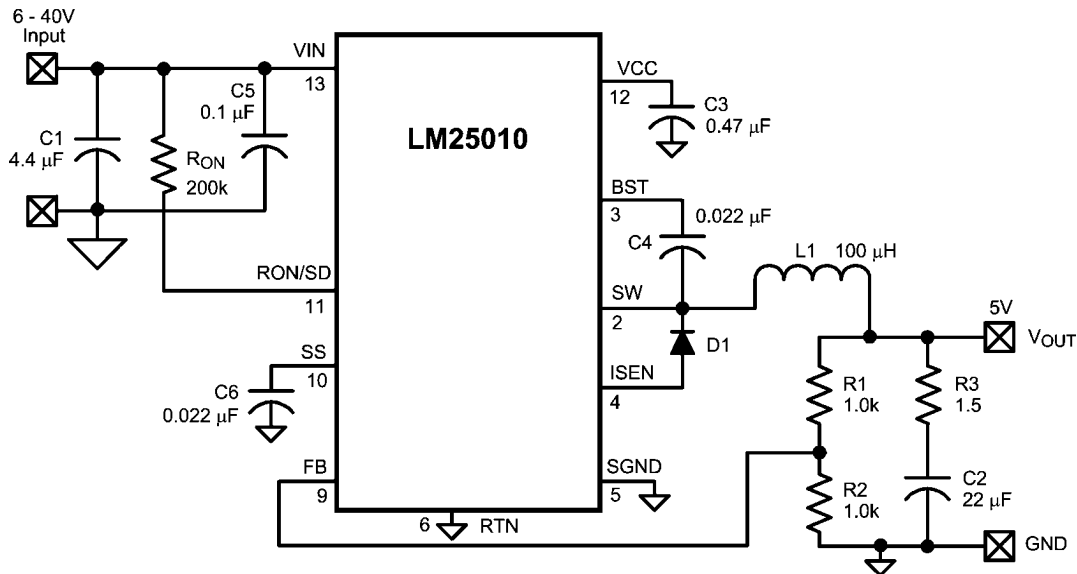 6 - 40V
Input
VIN
13
C5
0.1 μF
C1
4.4 μF
RON
200k
LM25010
VCC
12
C3
0.47 μF
BST
3
0.022 μF
C4
L1 100 μH
RON/SD
11
SW
2
D1
5V
VOUT
SS
10
C6
0.022 μF
ISEN
4
R1
1.0k
R3
1.5
FB
9
SGND
5
R2
1.0k
C2
22 μF
6 RTN
GND